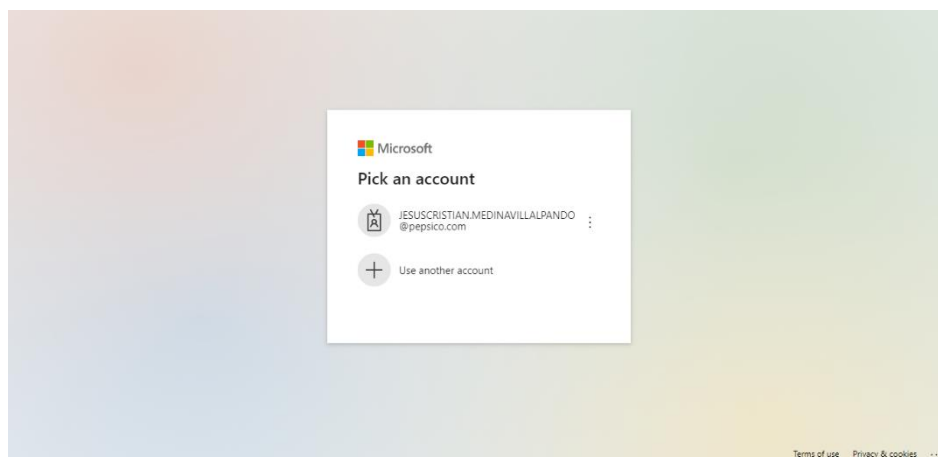 Microsoft
Pick an account
JESUSCRISTIAN.MEDINAVILLALPANDO
@pepsico.com
Use another account
Terms of use Privacy & cookies